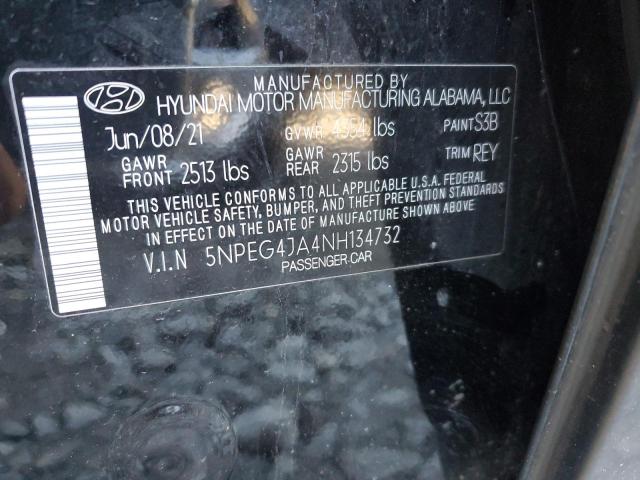 MANUFACTURED BY
HYUNDAI MOTOR MANUFACTURING ALABAMA, LLC
Jun/08/21 GVWR 4354 lbs PAINT S3B
GAWR FRONT 2513 lbs GAWR REAR 2315 lbs TRIM REY
THIS VEHICLE CONFORMS TO ALL APPLICABLE U.S.A. FEDERAL
MOTOR VEHICLE SAFETY, BUMPER, AND THEFT PREVENTION STANDARDS
IN EFFECT ON THE DATE OF MANUFACTURE SHOWN ABOVE.
V.I.N 5NPEG4JA4NH134732
PASSENGER CAR